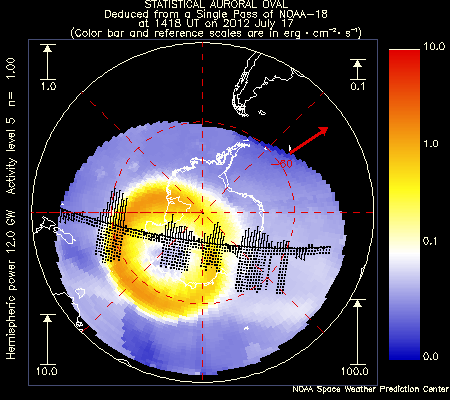 STATISTICAL AURORAL OVAL
Deduced from a Single Pass of NOAA-18
at 1418 UT on 2012 July 17
(Color bar and reference scales are in erg·cm⁻²·s⁻¹)
1.0
0.1
10.0
1.0
0.1
0.0
-60
Hemispheric power 12.0 GW Activity level 5 n= 1.00
10.0
100.0
NOAA Space Weather Prediction Center